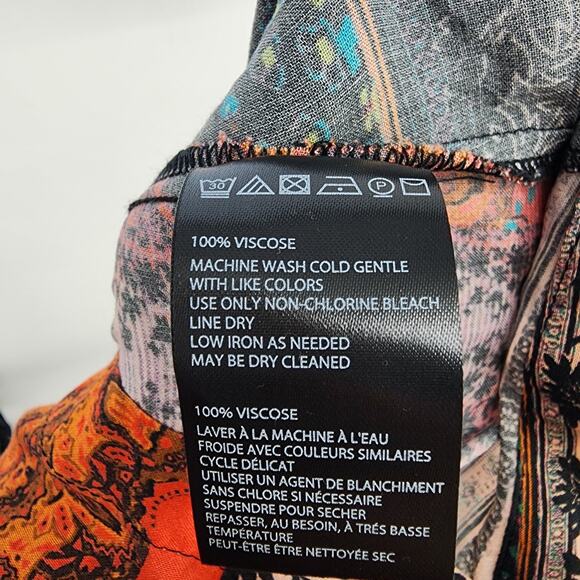 30 P
100% VISCOSE
MACHINE WASH COLD GENTLE
WITH LIKE COLORS
USE ONLY NON-CHLORINE BLEACH
LINE DRY
LOW IRON AS NEEDED
MAY BE DRY CLEANED
100% VISCOSE
LAVER À LA MACHINE À L'EAU
FROIDE AVEC COULEURS SIMILAIRES
CYCLE DÉLICAT
UTILISER UN AGENT DE BLANCHIMENT
SANS CHLORE SI NÉCESSAIRE
SUSPENDRE POUR SECHER
REPASSER, AU BESOIN, À TRÉS BASSE
TEMPÉRATURE
PEUT-ÊTRE ÊTRE NETTOYÉE SEC